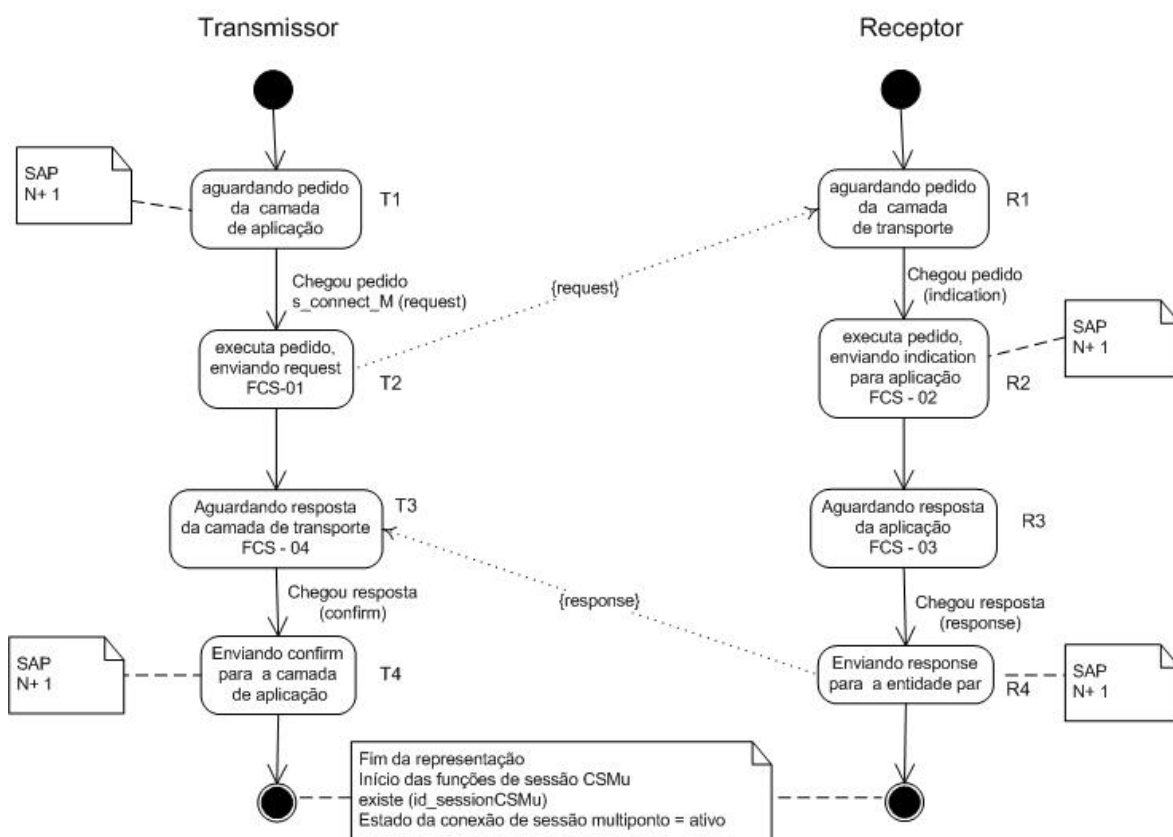 Transmissor
Receptor
SAP
N+ 1
aguardando pedido
da camada
de aplicação
T1
aguardando pedido
da camada
de transporte
R1
Chegou pedido
s_connect_M (request)
{request}
Chegou pedido
(indication)
executa pedido,
enviando request
FCS-01
T2
executa pedido,
enviando indication
para aplicação
FCS - 02
R2
SAP
N+ 1
Aguardando resposta
da camada de transporte
FCS - 04
T3
Aguardando resposta
da aplicação
FCS - 03
R3
Chegou resposta
(confirm)
{response}
Chegou resposta
(response)
SAP
N+ 1
Enviando confirm
para a camada
de aplicação
T4
Enviando response
para a entidade par
R4
SAP
N+ 1
Fim da representação
Início das funções de sessão CSMu
existe (id_sessionCSMu)
Estado da conexão de sessão multiponto = ativo